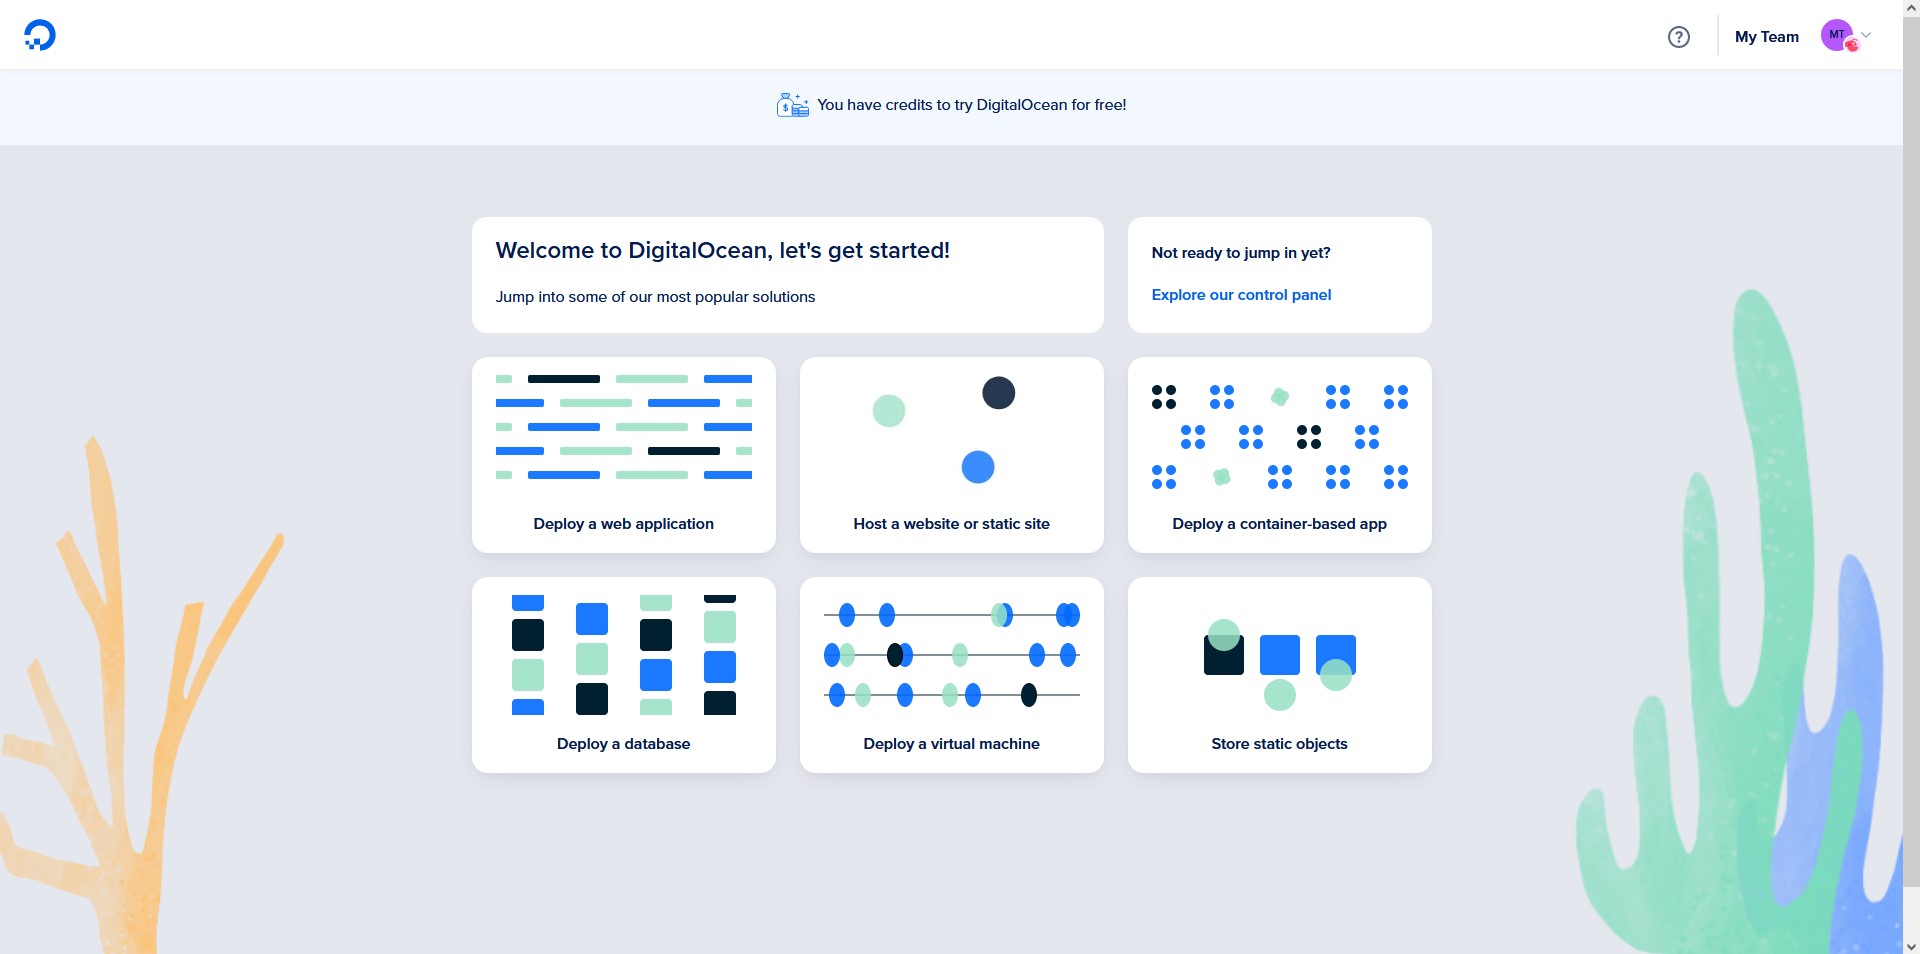 My Team
MT
You have credits to try DigitalOcean for free!
Welcome to DigitalOcean, let's get started!
Jump into some of our most popular solutions
Not ready to jump in yet?
Explore our control panel
Deploy a web application
Host a website or static site
Deploy a container-based app
Deploy a database
Deploy a virtual machine
Store static objects